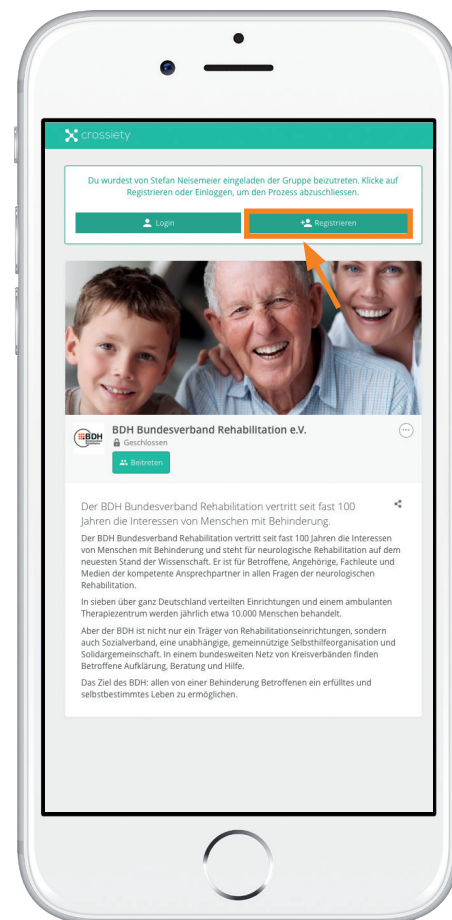 crossiety
Du wurdest von Stefan Neisemeier eingeladen der Gruppe beizutreten. Klicke auf
Registrieren oder Einloggen, um den Prozess abzuschliessen.
Login
Registrieren
BDH
BDH Bundesverband Rehabilitation e.V.
Geschlossen
Beitreten
Der BDH Bundesverband Rehabilitation vertritt seit fast 100
Jahren die Interessen von Menschen mit Behinderung.
Der BDH Bundesverband Rehabilitation vertritt seit fast 100 Jahren die Interessen
von Menschen mit Behinderung und steht für neurologische Rehabilitation auf dem
neuesten Stand der Wissenschaft. Er ist für Betroffene, Angehörige, Fachleute und
Medien der kompetente Ansprechpartner in allen Fragen der neurologischen
Rehabilitation.
In sieben über ganz Deutschland verteilten Einrichtungen und einem ambulanten
Therapiezentrum werden jährlich etwa 10.000 Menschen behandelt.
Aber der BDH ist nicht nur ein Träger von Rehabilitationseinrichtungen, sondern
auch Sozialverband, eine unabhängige, gemeinnützige Selbsthilfeorganisation und
Solidargemeinschaft. In einem bundesweiten Netz von Kreisverbänden finden
Betroffene Aufklärung, Beratung und Hilfe.
Das Ziel des BDH: allen von einer Behinderung Betroffenen ein erfülltes und
selbstbestimmtes Leben zu ermöglichen.